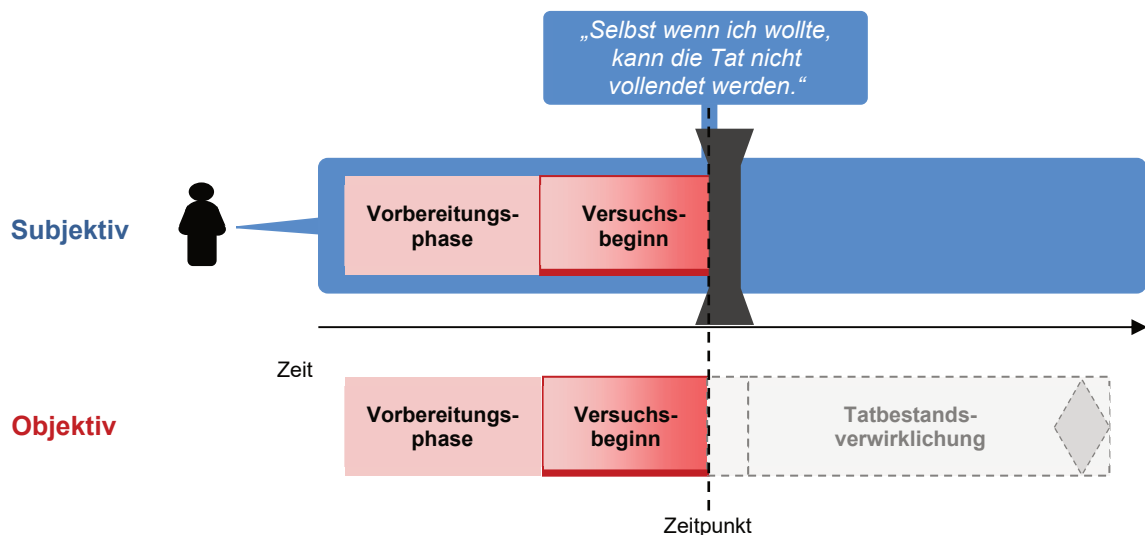 „Selbst wenn ich wollte,
kann die Tat nicht
vollendet werden.“
Subjektiv
Vorbereitungs-
phase
Versuchs-
beginn
Zeit
Objektiv
Vorbereitungs-
phase
Versuchs-
beginn
Tatbestands-
verwirklichung
Zeitpunkt